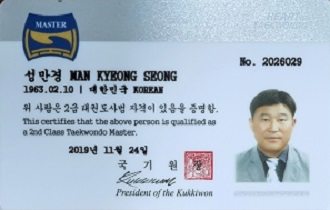 MASTER
No. 2026029
성만경 MAN KYEONG SEONG
1963.02.10 | 대한민국 KOREAN
위 사람은 2급 태권도사범 자격이 있음을 증명함.
This certifies that the above person is qualified as
a 2nd Class Taekwondo Master.
2019년 11월 24일
국 기 원
President of the Kukkiwon